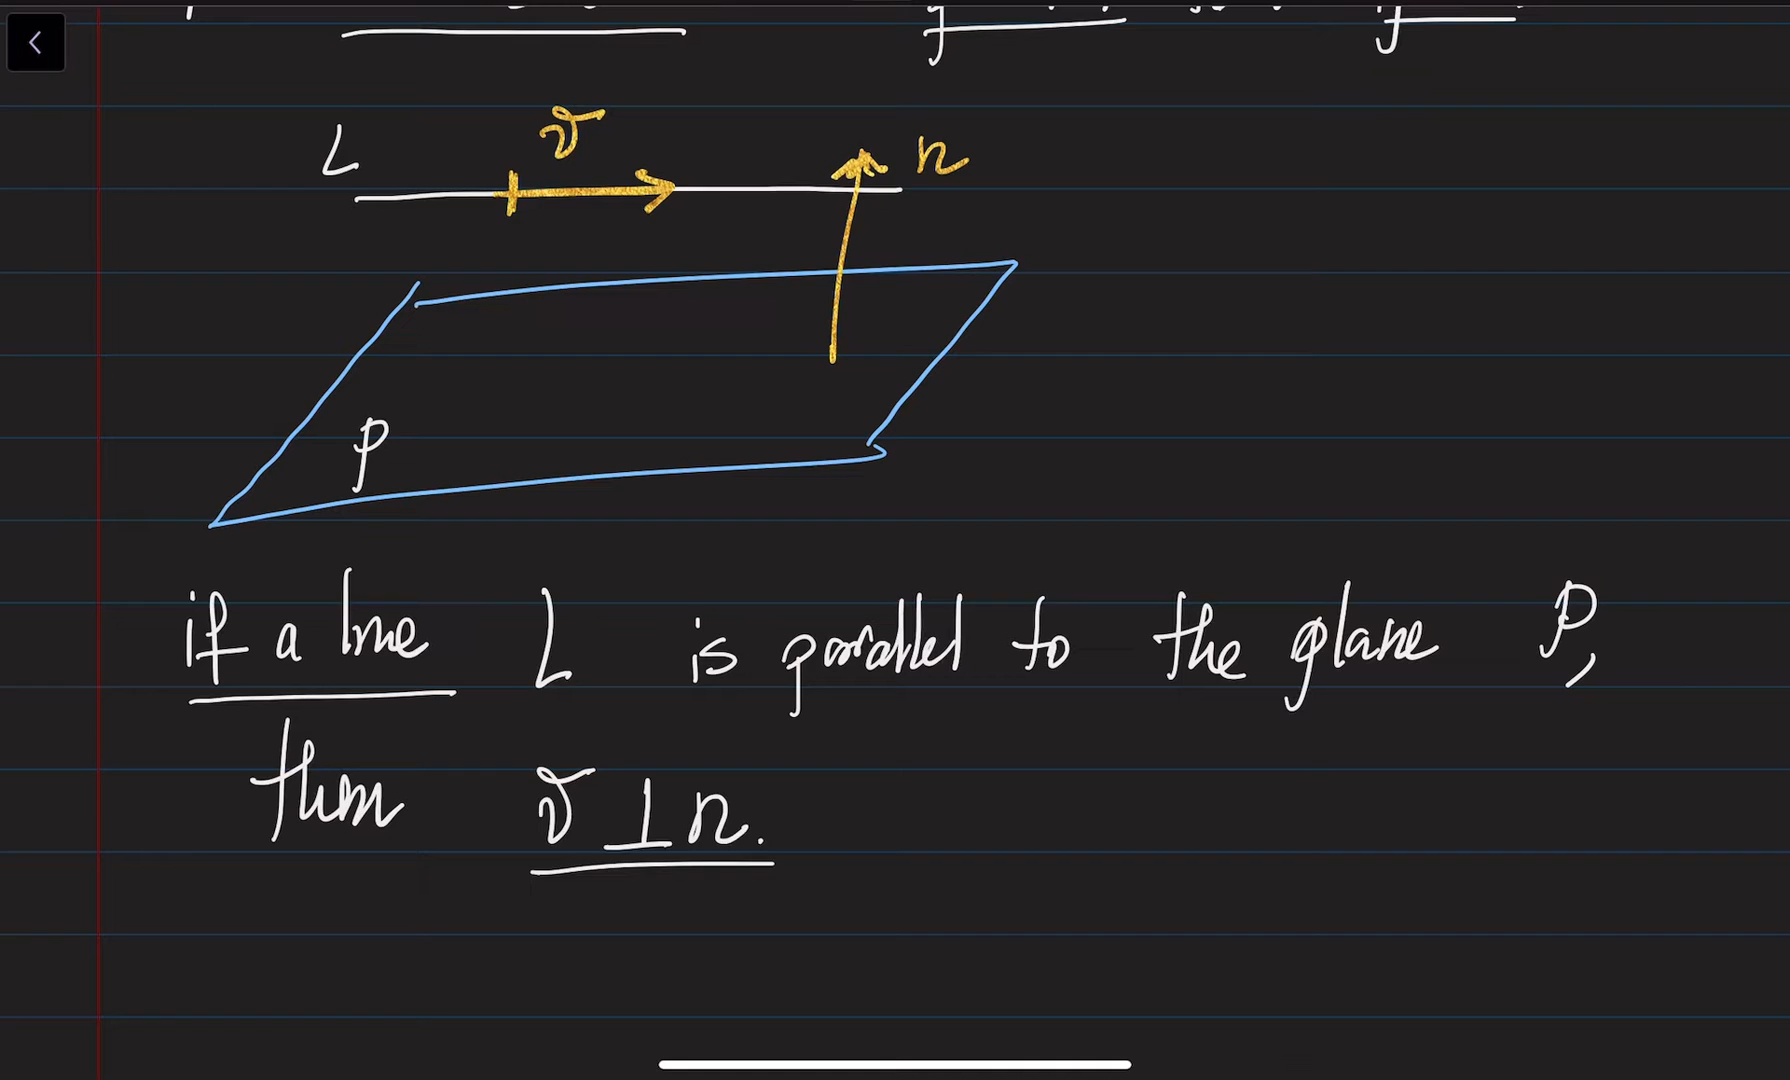 L v n
P
if a line L is parallel to the plane P,
then v ⊥ n.